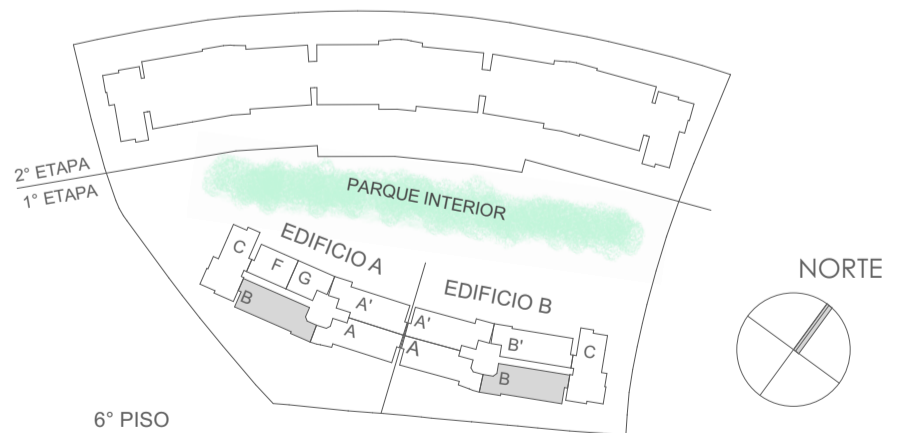 2° ETAPA
1° ETAPA
PARQUE INTERIOR
EDIFICIO A
C
F
G
B
A'
A
EDIFICIO B
A'
A
B'
B
C
NORTE
6° PISO